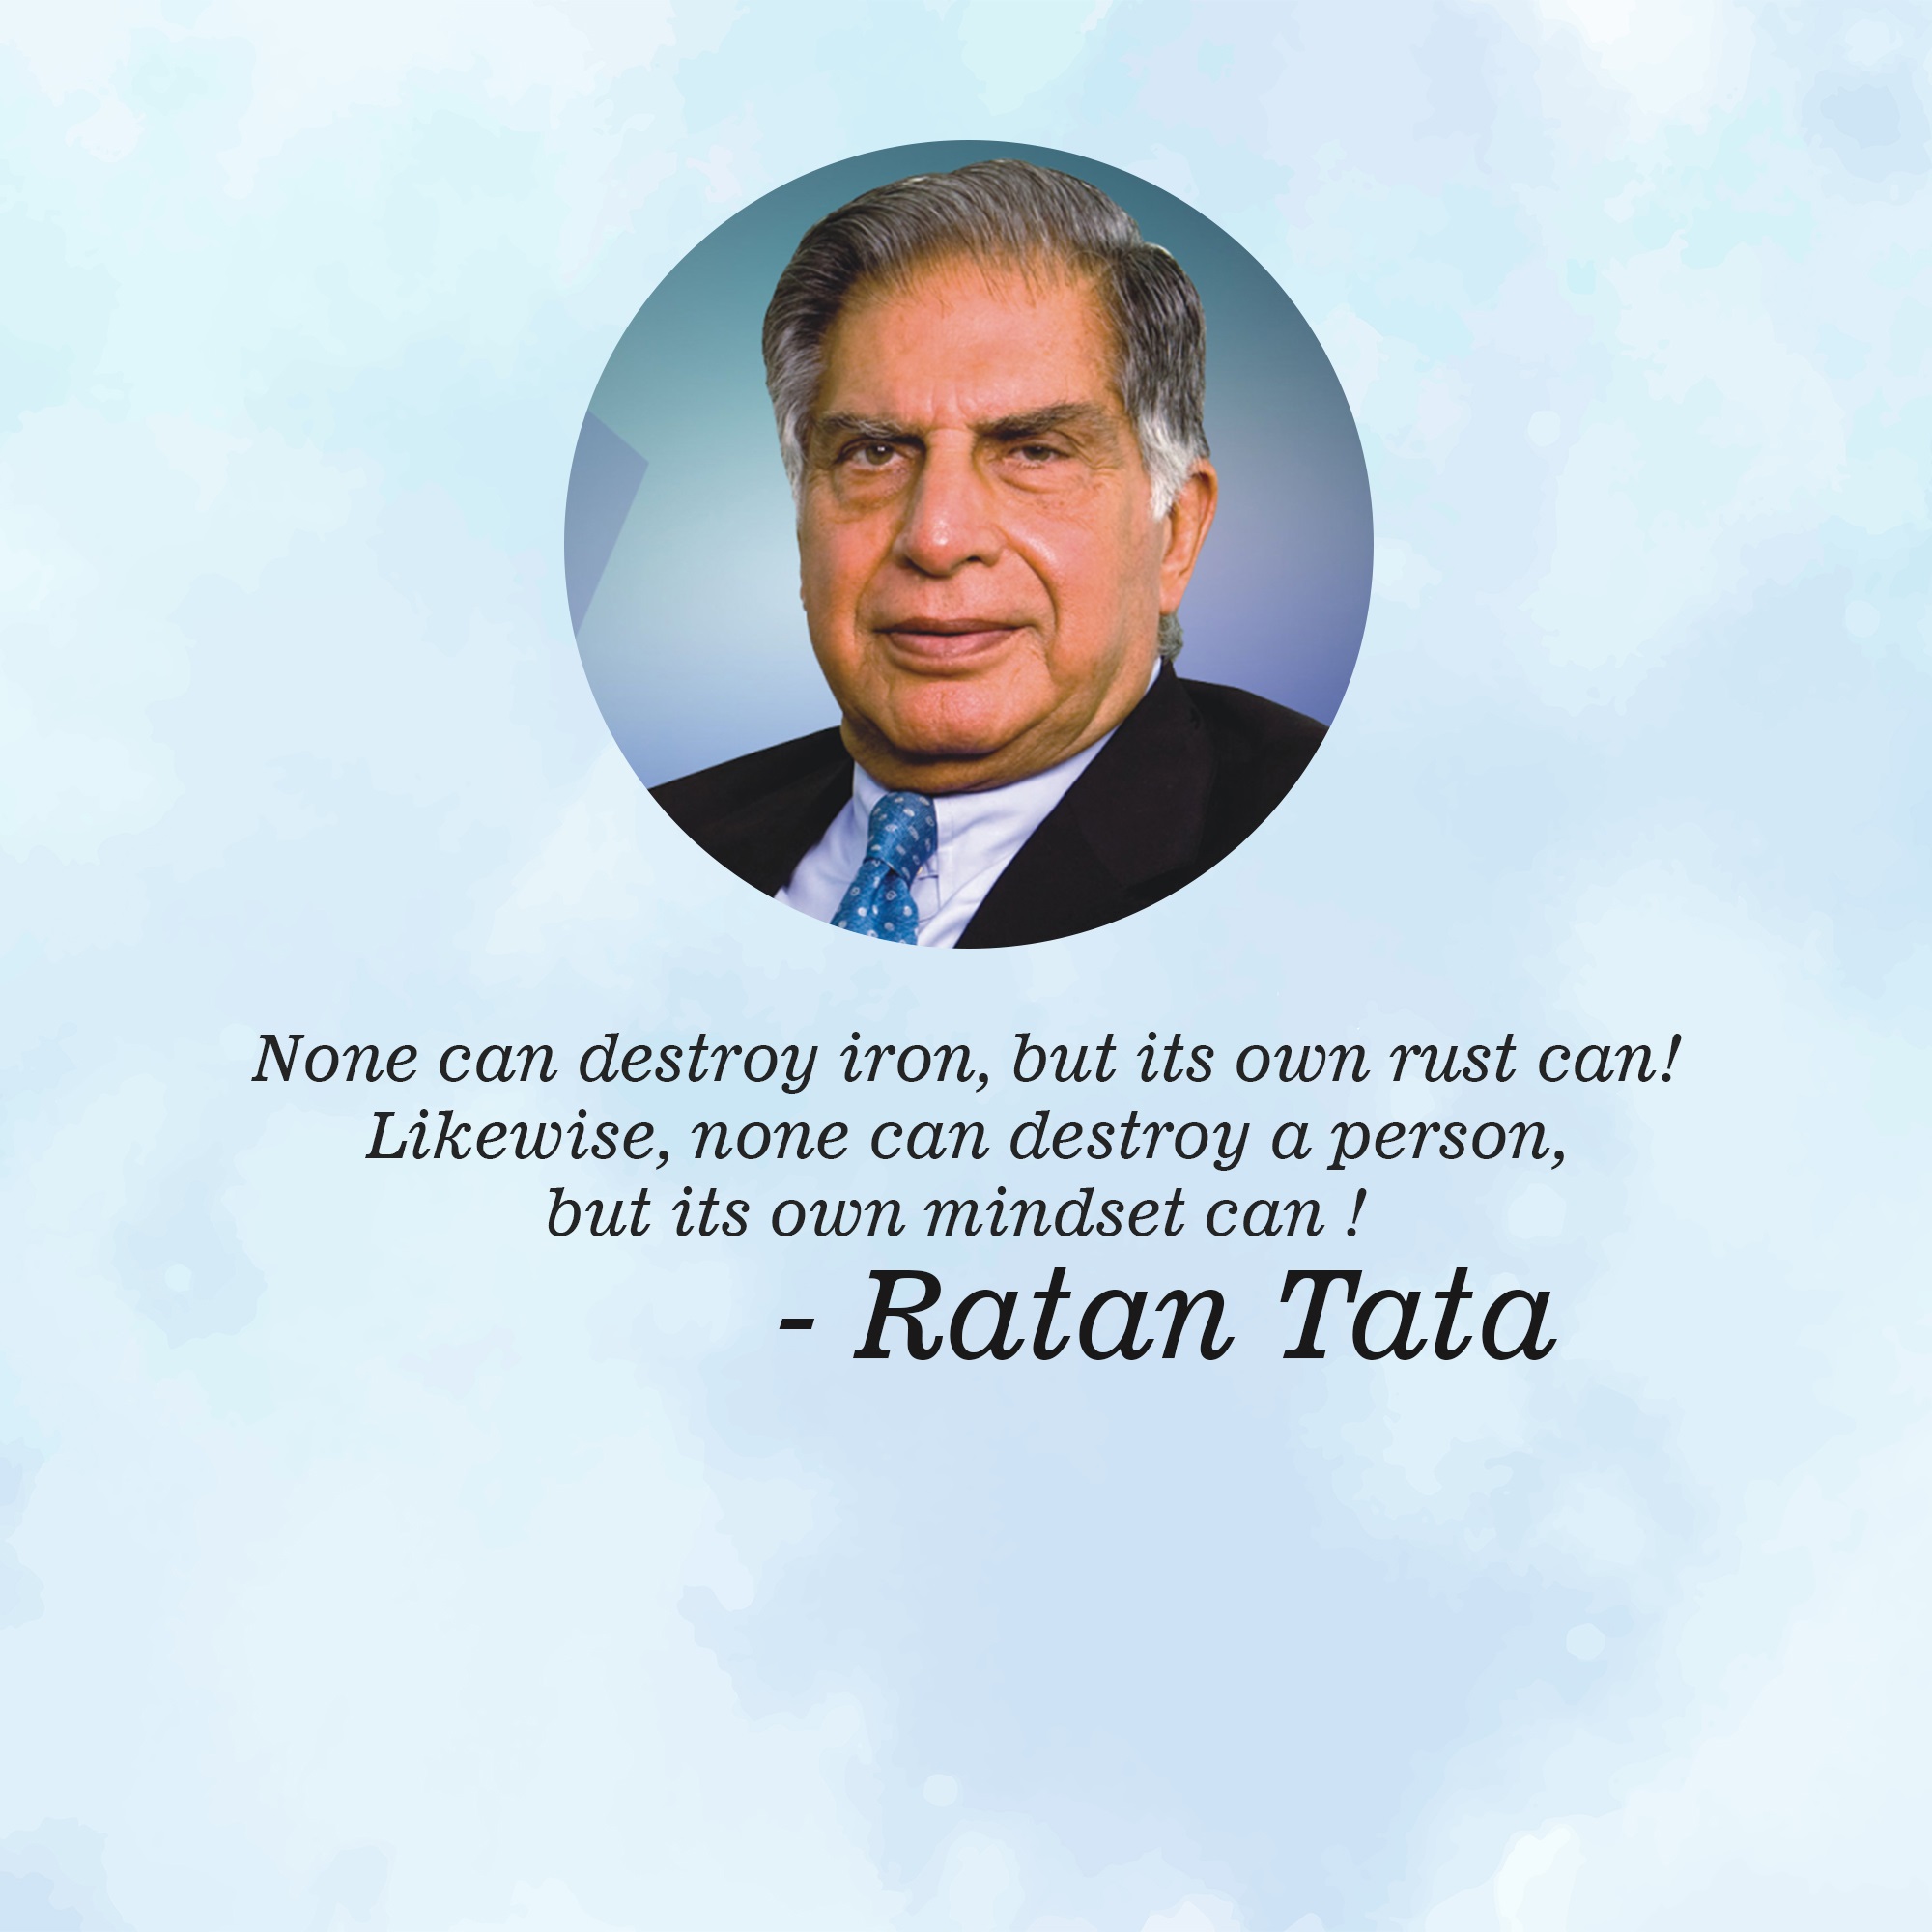 None can destroy iron, but its own rust can!
Likewise, none can destroy a person,
but its own mindset can !
- Ratan Tata